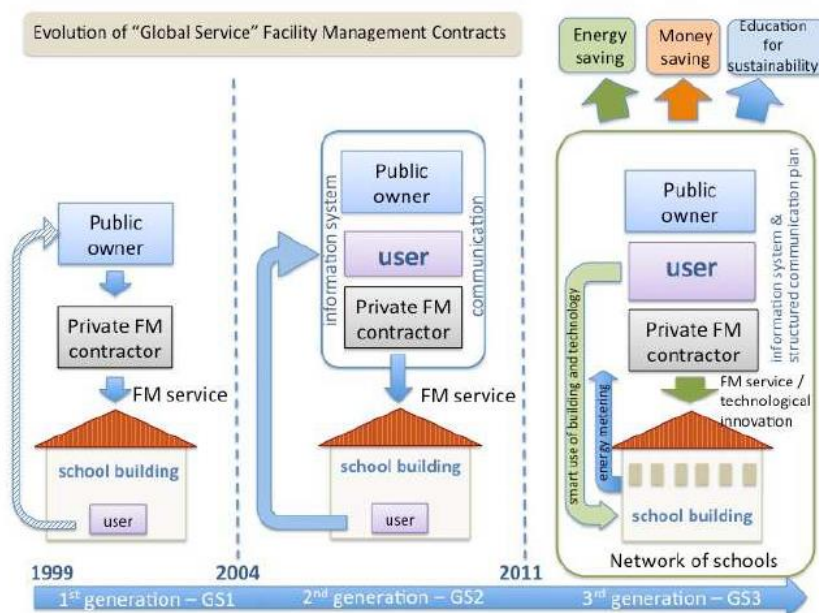 Evolution of “Global Service” Facility Management Contracts
Energy
saving
Money
saving
Education
for
sustainability
Public
owner
Private FM
contractor
FM service
school building
user
information system
communication
Public
owner
user
Private FM
contractor
FM service
school building
user
Public
owner
user
Private FM
contractor
information system &
structured communication plan
smart use of building and technology
energy metering
FM service /
technological
innovation
school building
Network of schools
1999
2004
2011
1st generation – GS1
2nd generation – GS2
3rd generation – GS3